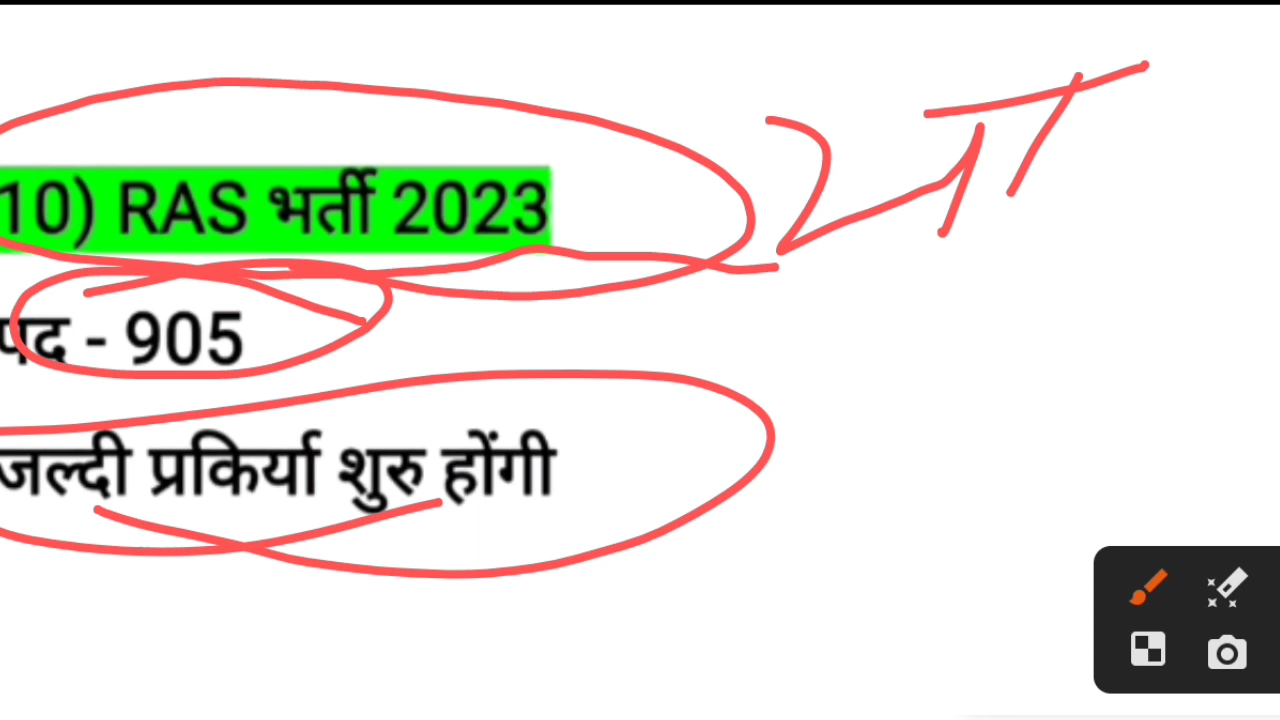 10) RAS भर्ती 2023
पद - 905
जल्दी प्रकिर्या शुरु होंगी